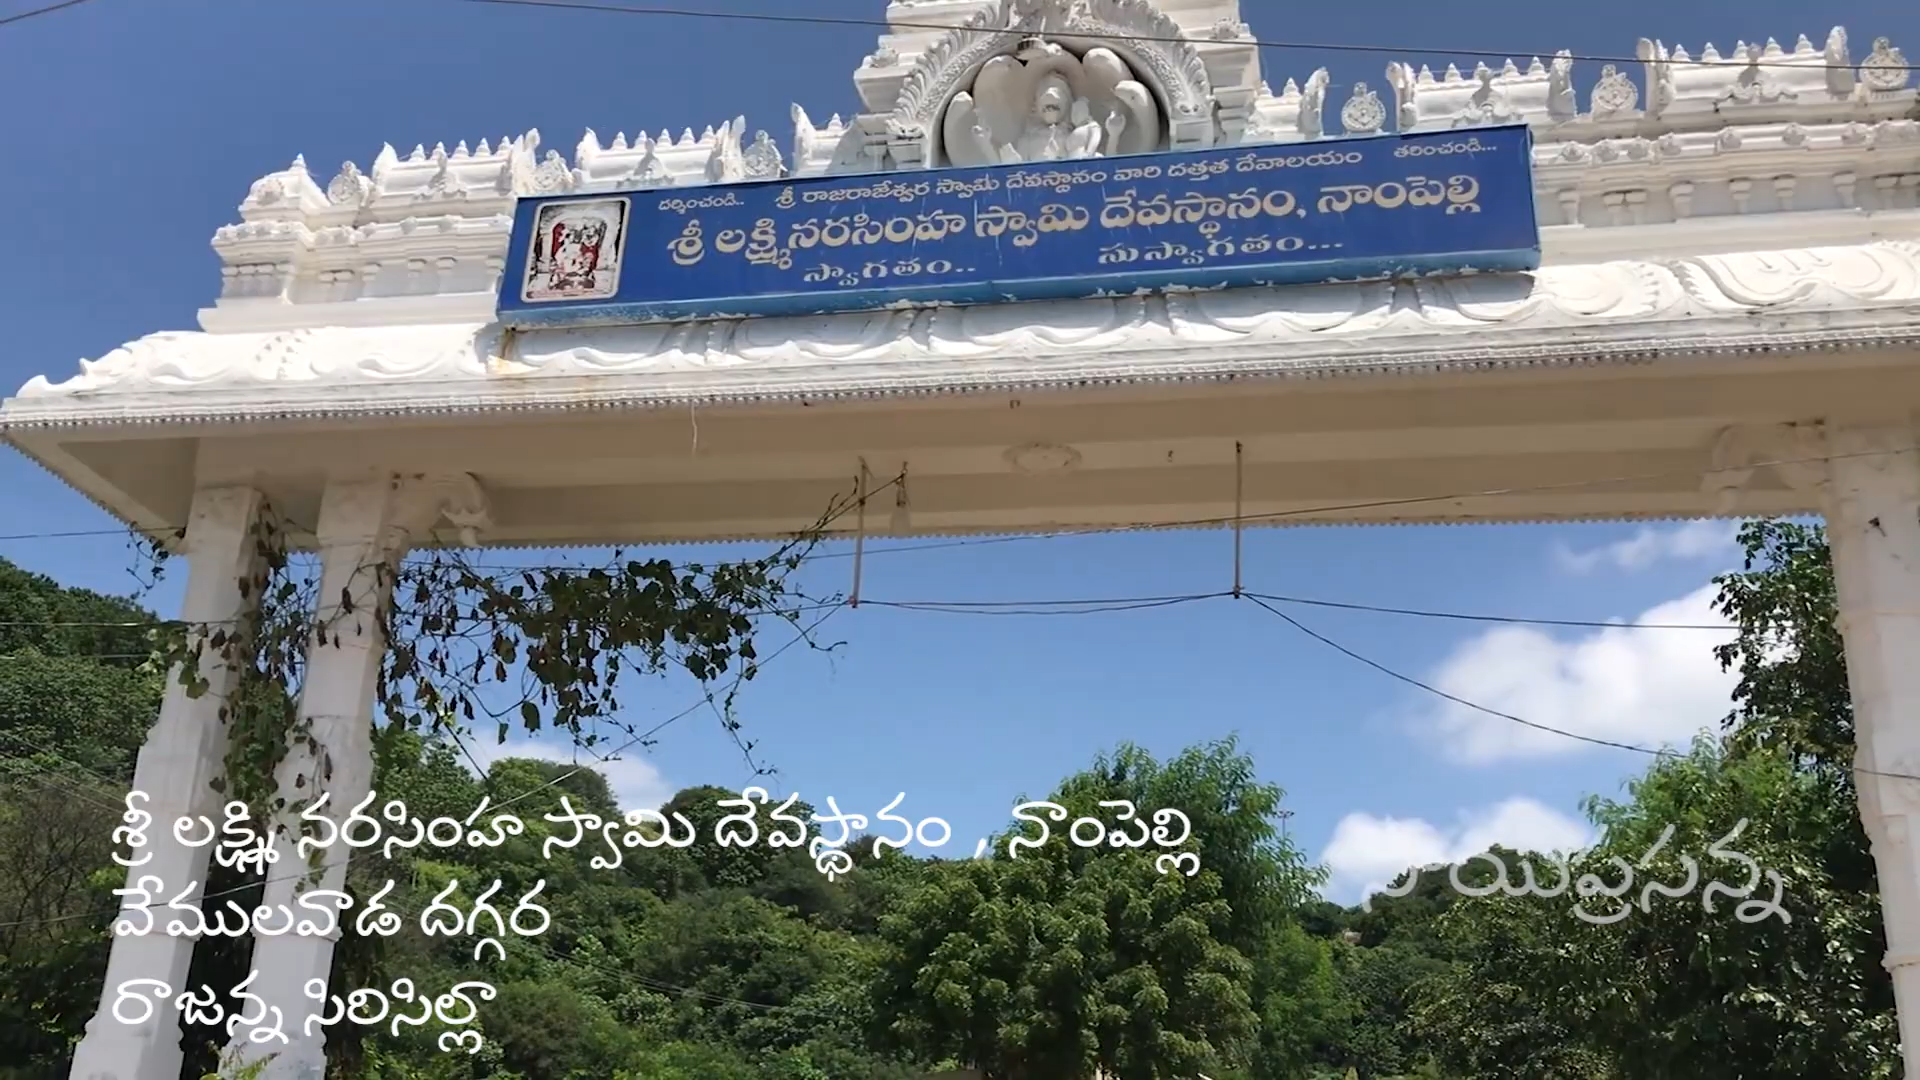 దర్శించండి.. శ్రీ రాజరాజేశ్వర స్వామి దేవస్థానం వారి దత్తత దేవాలయం తరించండి...
శ్రీ లక్ష్మి నరసింహ స్వామి దేవస్థానం, నాంపెల్లి
స్వాగతం.. సుస్వాగతం...
శ్రీ లక్ష్మి నరసింహ స్వామి దేవస్థానం , నాంపెల్లి
వేములవాడ దగ్గర
రాజన్న సిరిసిల్లా
సాయిప్రసన్న